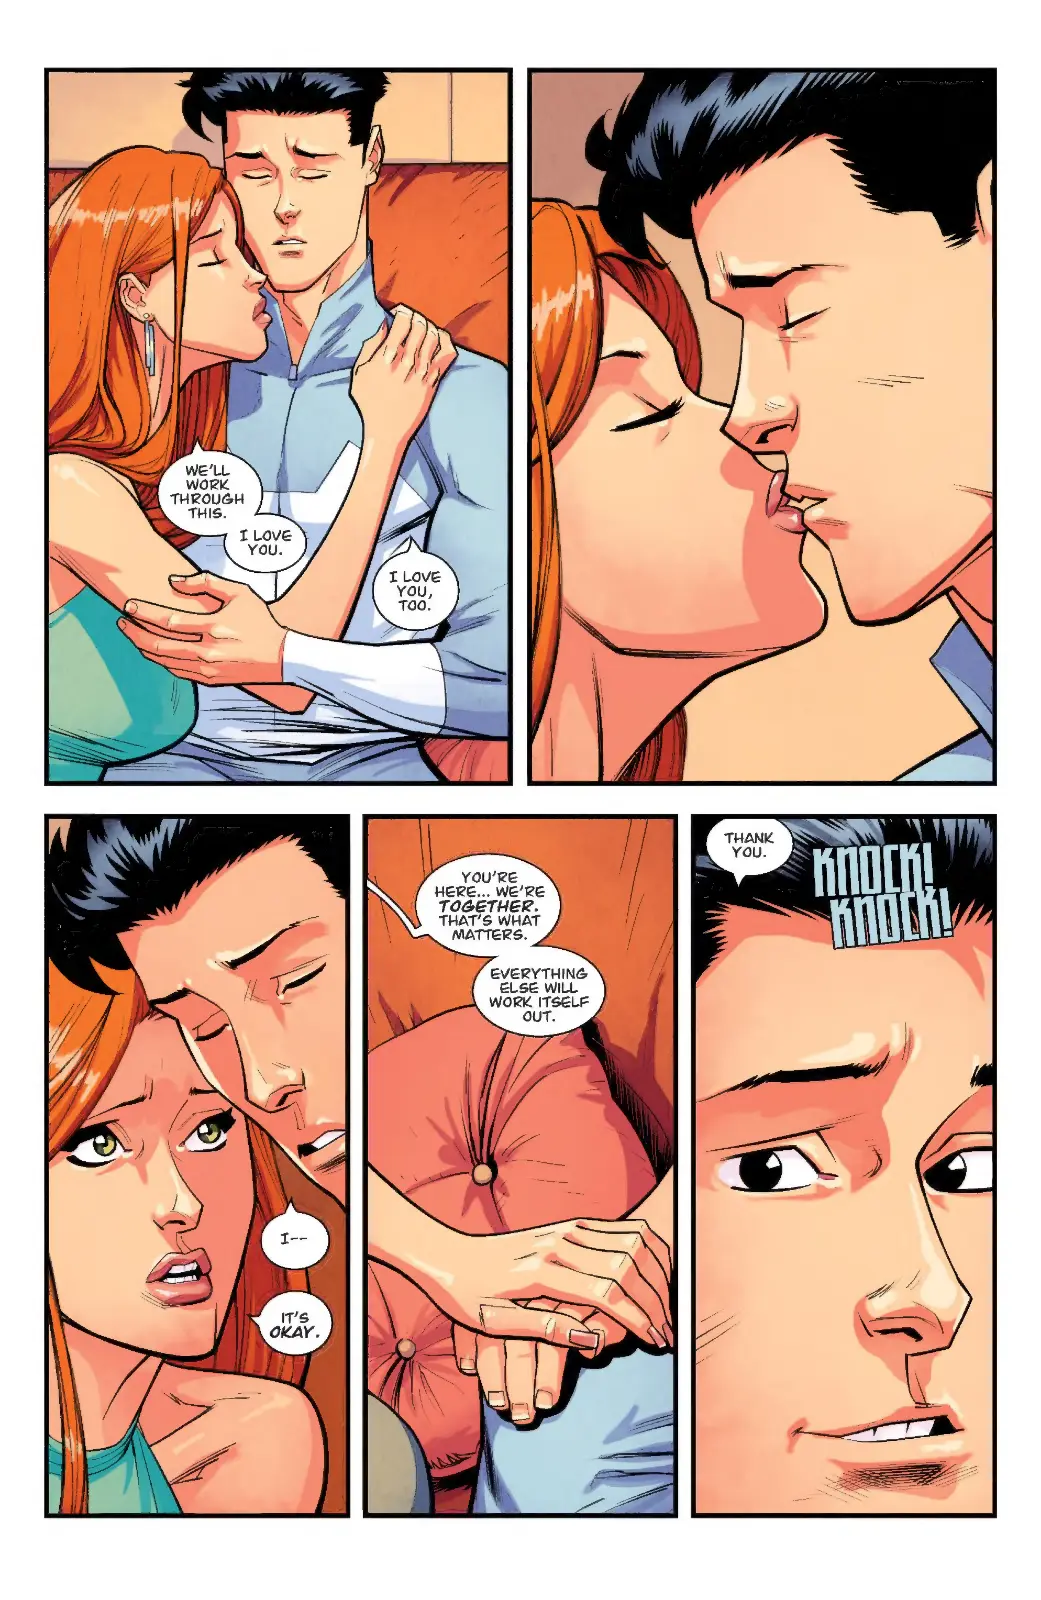 WE'LL
WORK
THROUGH
THIS.
I LOVE
YOU.
I LOVE
YOU,
TOO.
I--
IT'S
OKAY.
YOU'RE
HERE... WE'RE
TOGETHER.
THAT'S WHAT
MATTERS.
EVERYTHING
ELSE WILL
WORK ITSELF
OUT.
THANK
YOU.
KNOCK!
KNOCK!